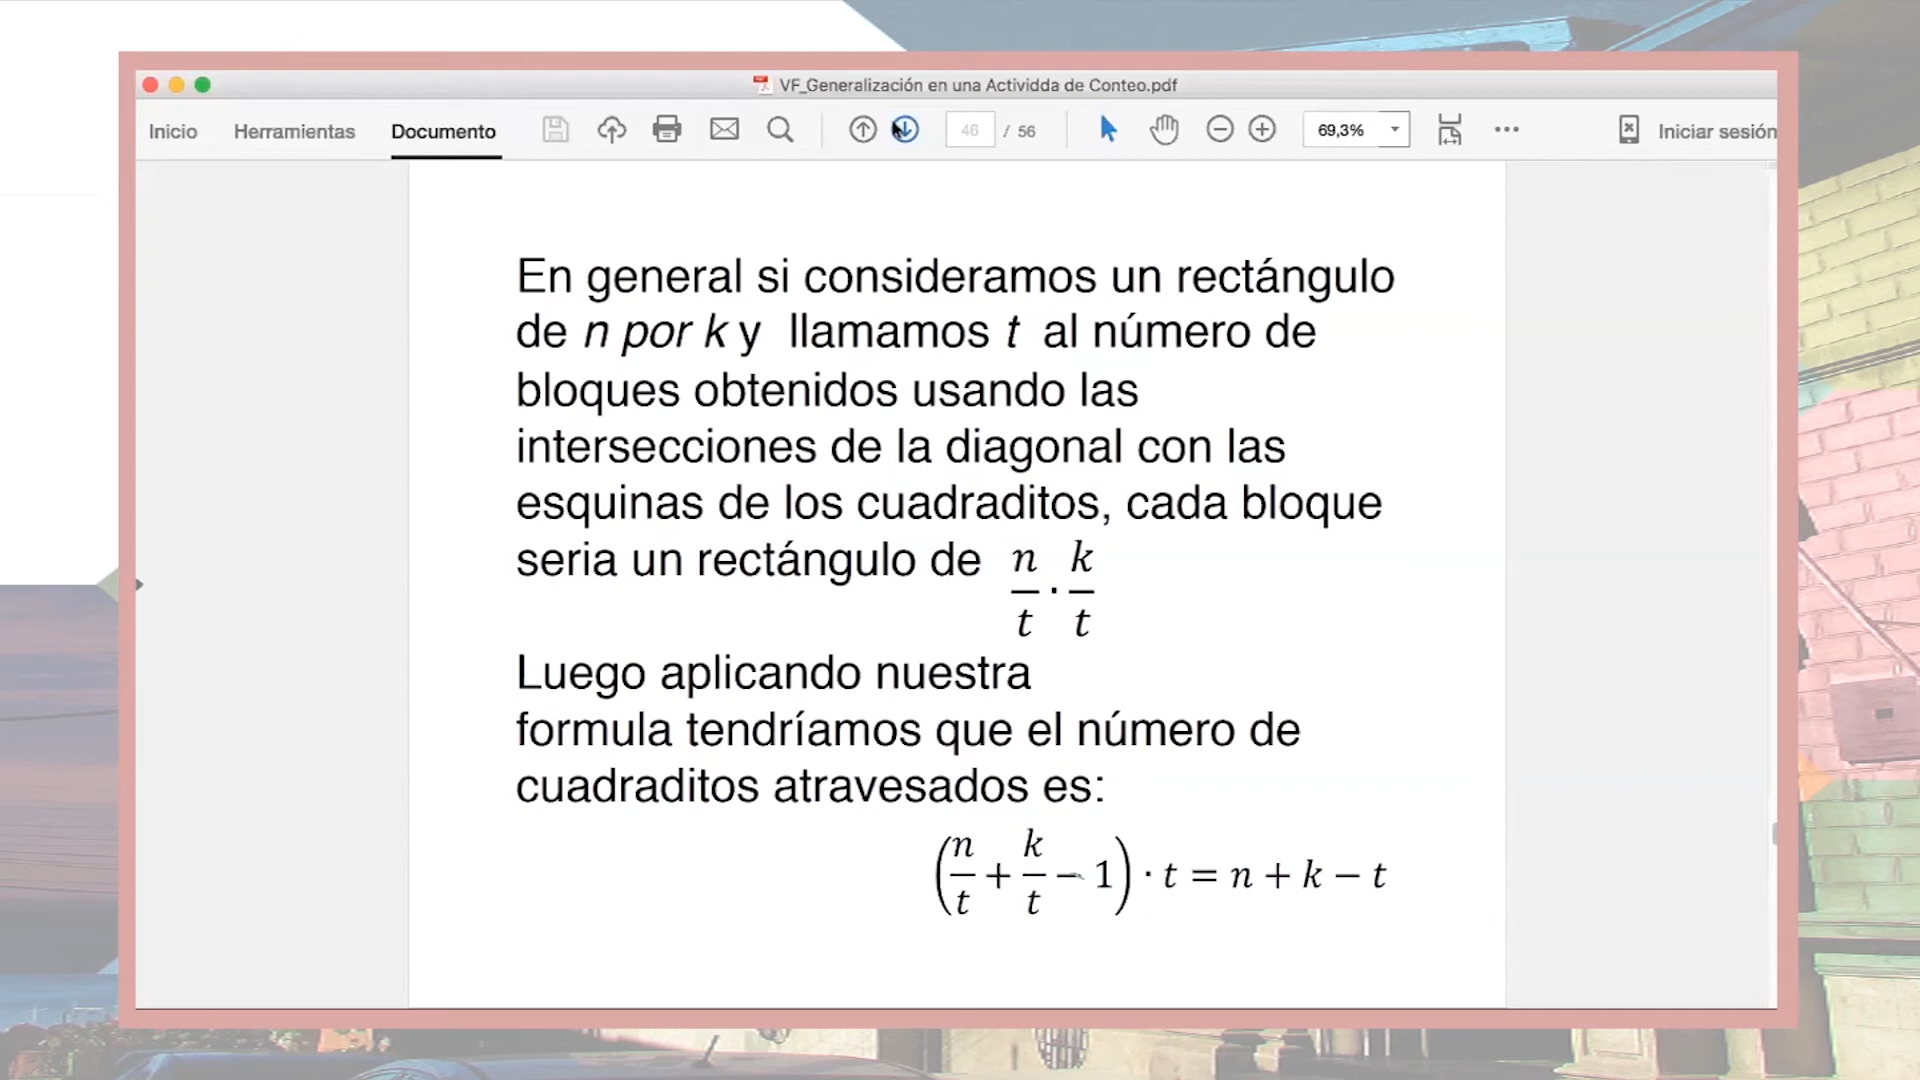 VF_Generalización en una Actividda de Conteo.pdf
Inicio Herramientas Documento 46 / 56 69,3% Iniciar sesión
En general si consideramos un rectángulo
de n por k y llamamos t al número de
bloques obtenidos usando las
intersecciones de la diagonal con las
esquinas de los cuadraditos, cada bloque
seria un rectángulo de n/t · k/t
Luego aplicando nuestra
formula tendríamos que el número de
cuadraditos atravesados es:
(n/t + k/t − 1) · t = n + k − t